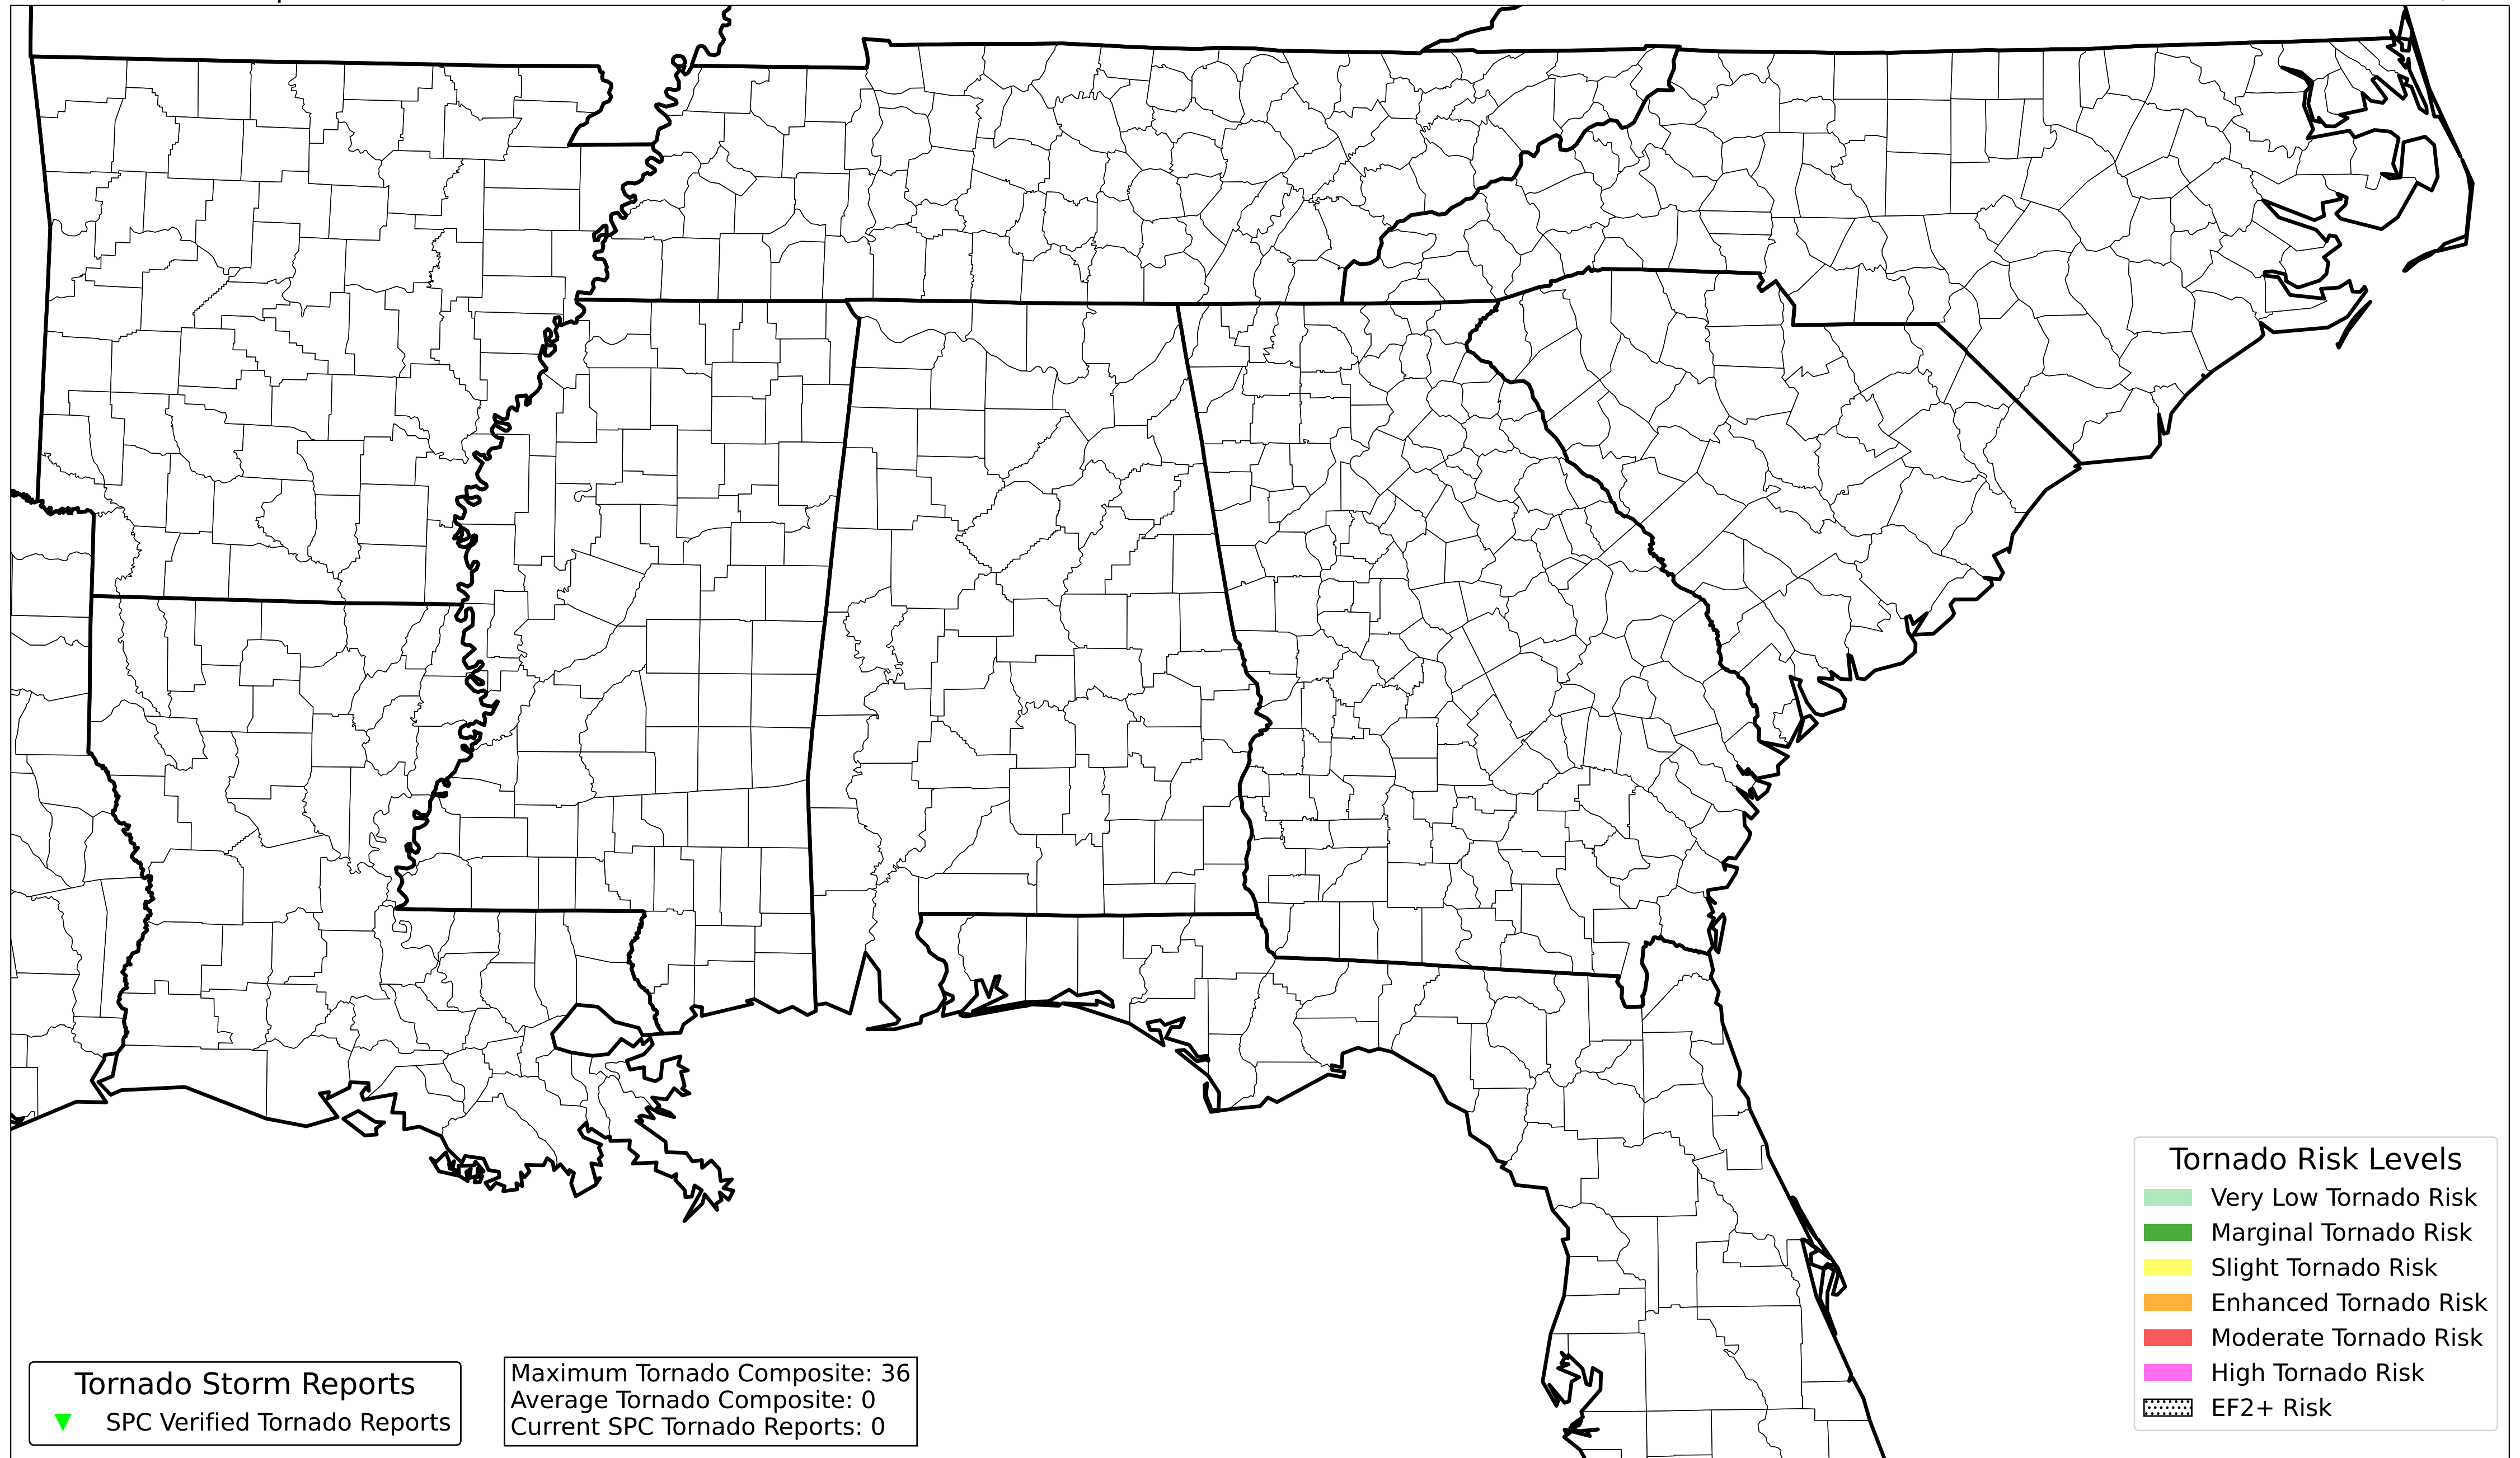 Tornado Risk Levels
Very Low Tornado Risk
Marginal Tornado Risk
Slight Tornado Risk
Enhanced Tornado Risk
Moderate Tornado Risk
High Tornado Risk
EF2+ Risk
Tornado Storm Reports
SPC Verified Tornado Reports
Maximum Tornado Composite: 36
Average Tornado Composite: 0
Current SPC Tornado Reports: 0